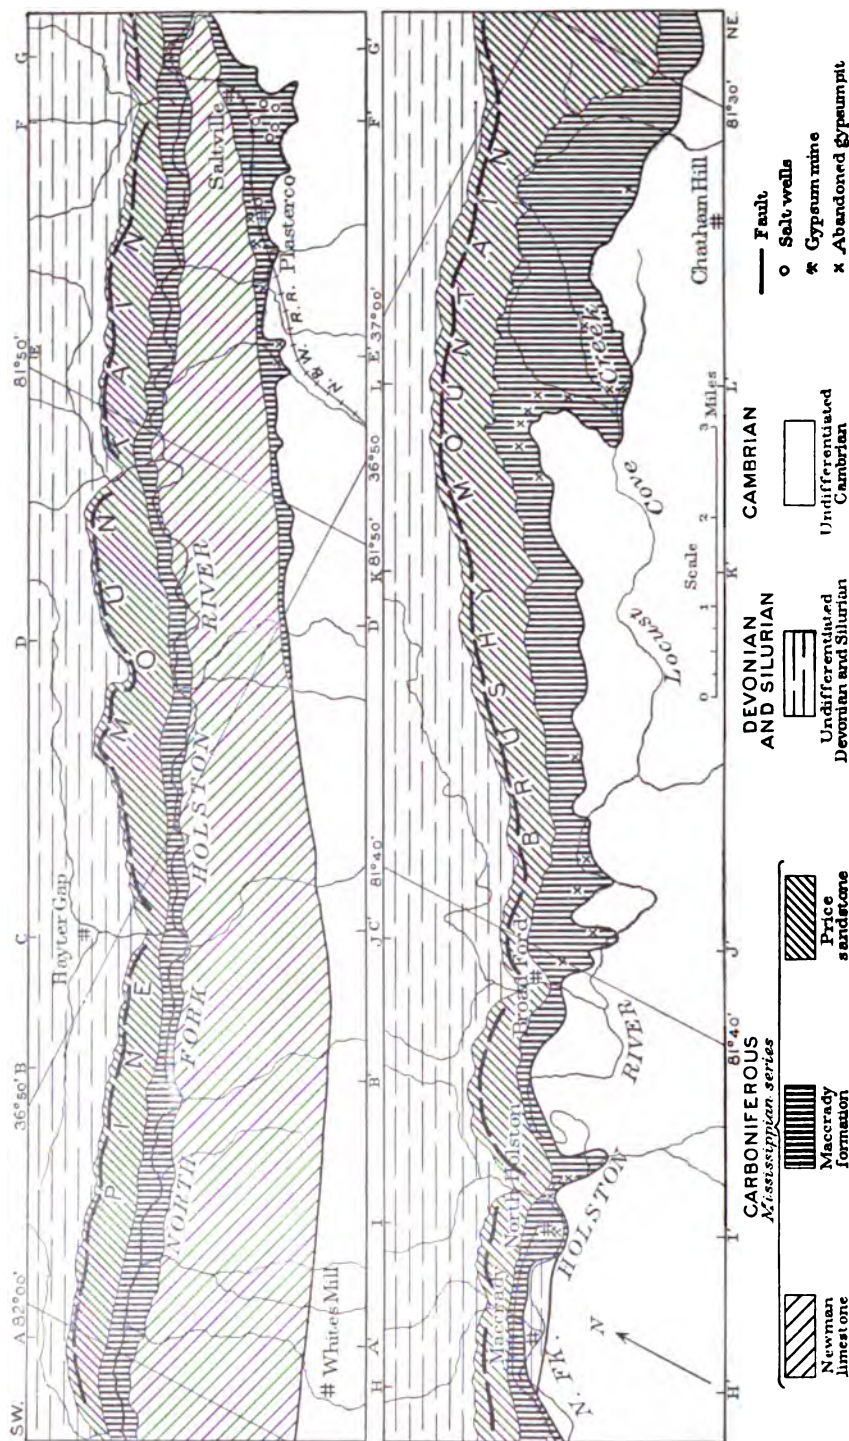 SW.
A 82°00'
36°50' B
C
D
81°50'
E
F
G
Hayter Gap
PINE MOUNTAIN
NORTH FORK HOLSTON RIVER
Saltville
Plasterco
N.& W. R.R.
# Whites Mill
A'
B'
C'
D'
E'
F'
G'
H
I
J
81°40'
K
81°50'
36°50
L
37°00'
Maccrady
North Holston
Broad Ford
BRUSHY MOUNTAIN
N. FK. HOLSTON RIVER
Locust Cove Creek
Chatham Hill
N
H'
I'
81°40'
J'
K'
L'
81°30'
NE.
Scale
0 1 2 3 Miles
CARBONIFEROUS
Mississippian series
Newman
limestone
Maccrady
formation
Price
sandstone
DEVONIAN
AND SILURIAN
Undifferentiated
Devonian and Silurian
CAMBRIAN
Undifferentiated
Cambrian
Fault
Salt wells
Gypsum mine
Abandoned gypsum pit